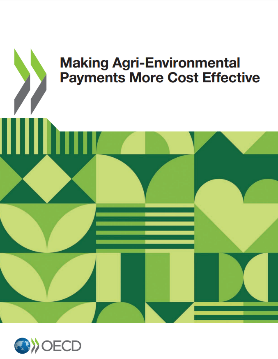 Making Agri-Environmental
Payments More Cost Effective
OECD